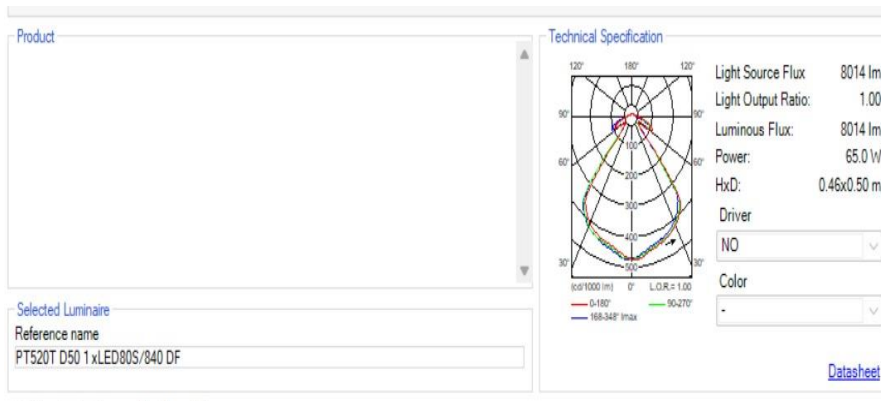 Product
Technical Specification
120° 180° 120°
90° 90°
60° 60°
30° 30°
100
200
300
400
500
(cd/1000 lm) 0° L.O.R.= 1.00
0-180° 90-270°
168-348° Imax
Light Source Flux 8014 lm
Light Output Ratio: 1.00
Luminous Flux: 8014 lm
Power: 65.0 W
HxD: 0.46x0.50 m
Driver
NO
Color
-
Datasheet
Selected Luminaire
Reference name
PT520T D50 1 xLED80S/840 DF